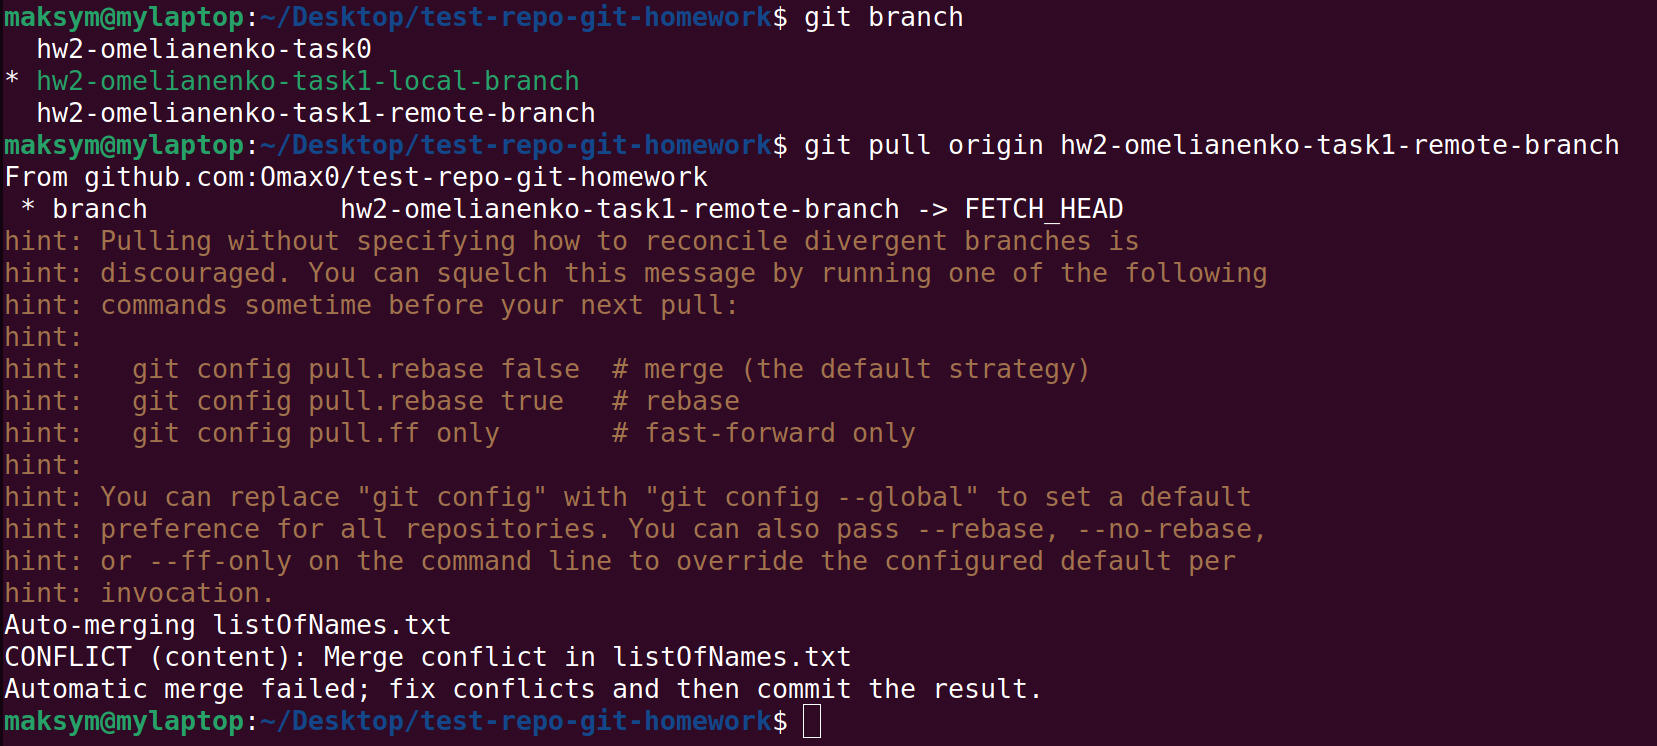 maksym@mylaptop:~/Desktop/test-repo-git-homework$ git branch
  hw2-omelianenko-task0
* hw2-omelianenko-task1-local-branch
  hw2-omelianenko-task1-remote-branch
maksym@mylaptop:~/Desktop/test-repo-git-homework$ git pull origin hw2-omelianenko-task1-remote-branch
From github.com:Omax0/test-repo-git-homework
 * branch            hw2-omelianenko-task1-remote-branch -> FETCH_HEAD
hint: Pulling without specifying how to reconcile divergent branches is
hint: discouraged. You can squelch this message by running one of the following
hint: commands sometime before your next pull:
hint:
hint:   git config pull.rebase false  # merge (the default strategy)
hint:   git config pull.rebase true   # rebase
hint:   git config pull.ff only       # fast-forward only
hint:
hint: You can replace "git config" with "git config --global" to set a default
hint: preference for all repositories. You can also pass --rebase, --no-rebase,
hint: or --ff-only on the command line to override the configured default per
hint: invocation.
Auto-merging listOfNames.txt
CONFLICT (content): Merge conflict in listOfNames.txt
Automatic merge failed; fix conflicts and then commit the result.
maksym@mylaptop:~/Desktop/test-repo-git-homework$